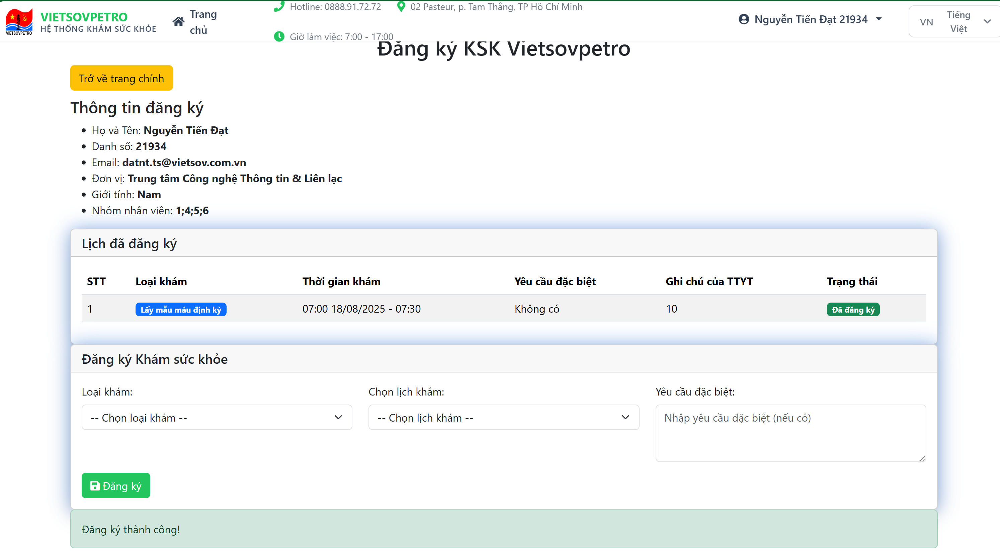 VIETSOVPETRO
VIETSOVPETRO
HỆ THỐNG KHÁM SỨC KHỎE
Trang
chủ
Hotline: 0888.91.72.72
02 Pasteur, p. Tam Thắng, TP Hồ Chí Minh
Giờ làm việc: 7:00 - 17:00
Nguyễn Tiến Đạt 21934
VN
Tiếng
Việt
Đăng ký KSK Vietsovpetro
Trở về trang chính
Thông tin đăng ký
Họ và Tên: Nguyễn Tiến Đạt
Danh số: 21934
Email: datnt.ts@vietsov.com.vn
Đơn vị: Trung tâm Công nghệ Thông tin & Liên lạc
Giới tính: Nam
Nhóm nhân viên: 1;4;5;6
Lịch đã đăng ký
STT Loại khám Thời gian khám Yêu cầu đặc biệt Ghi chú của TTYT Trạng thái
1 Lấy mẫu máu định kỳ 07:00 18/08/2025 - 07:30 Không có 10 Đã đăng ký
Đăng ký Khám sức khỏe
Loại khám: Chọn lịch khám: Yêu cầu đặc biệt:
-- Chọn loại khám -- -- Chọn lịch khám -- Nhập yêu cầu đặc biệt (nếu có)
Đăng ký
Đăng ký thành công!